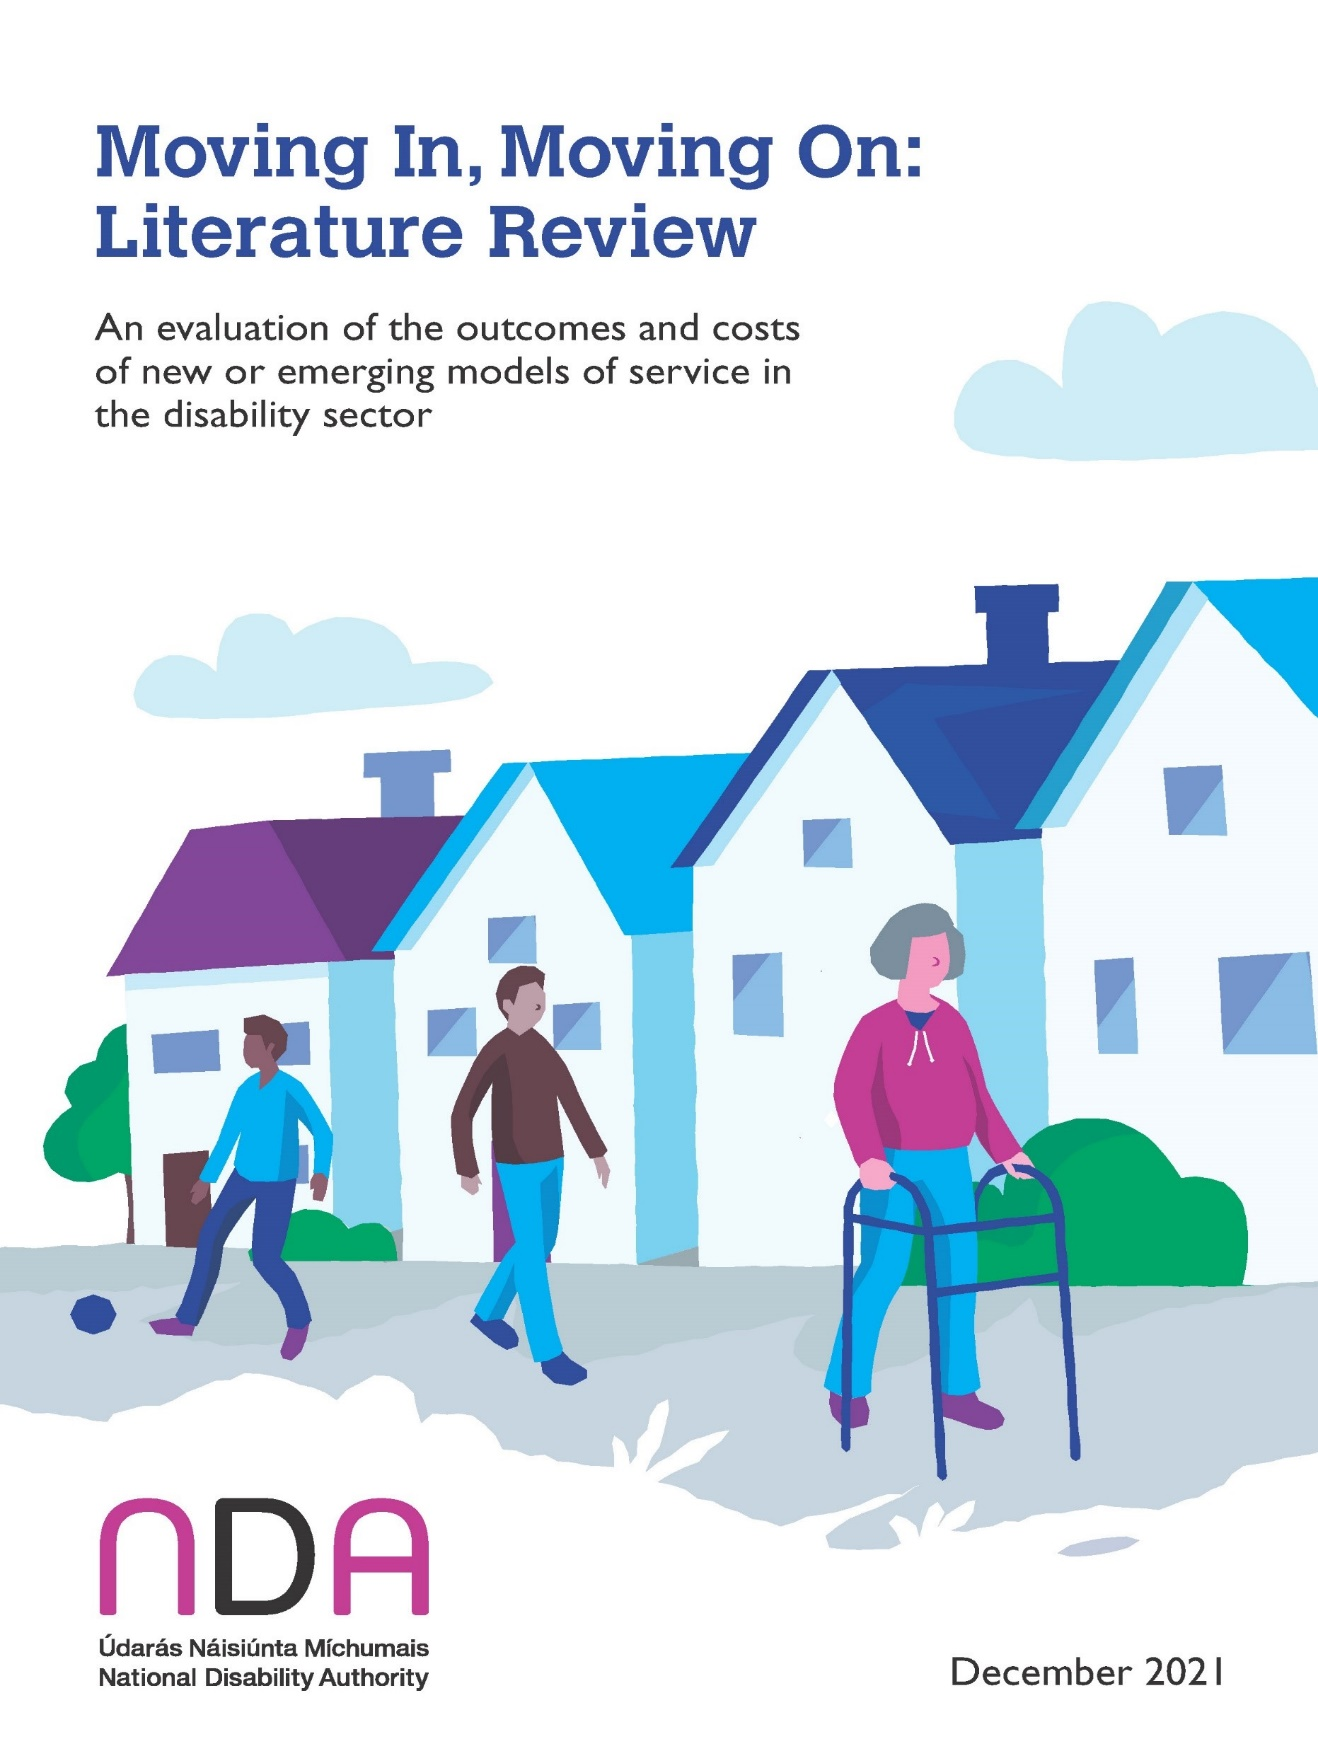 Moving In, Moving On:
Literature Review
An evaluation of the outcomes and costs
of new or emerging models of service in
the disability sector
NDA
Údarás Náisiúnta Míchumais
National Disability Authority
December 2021